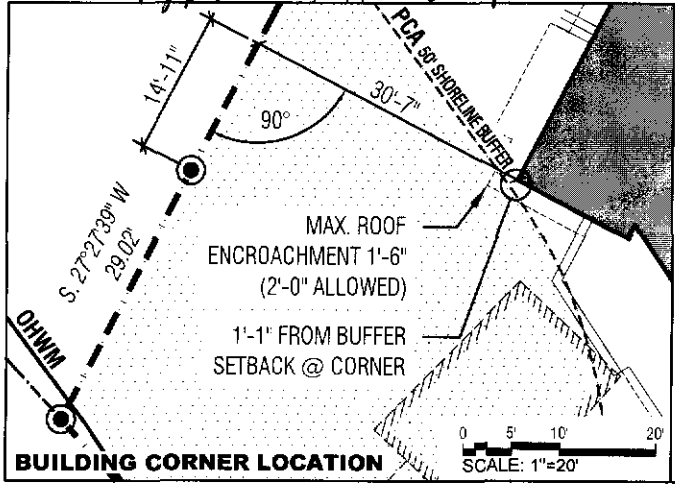 14'-11"
90°
30'-7"
PCA 50' SHORELINE BUFFER
S. 27°27'39" W
29.02'
MAX. ROOF
ENCROACHMENT 1'-6"
(2'-0" ALLOWED)
1'-1" FROM BUFFER
SETBACK @ CORNER
OHWM
BUILDING CORNER LOCATION
0 5' 10' 20'
SCALE: 1"=20'